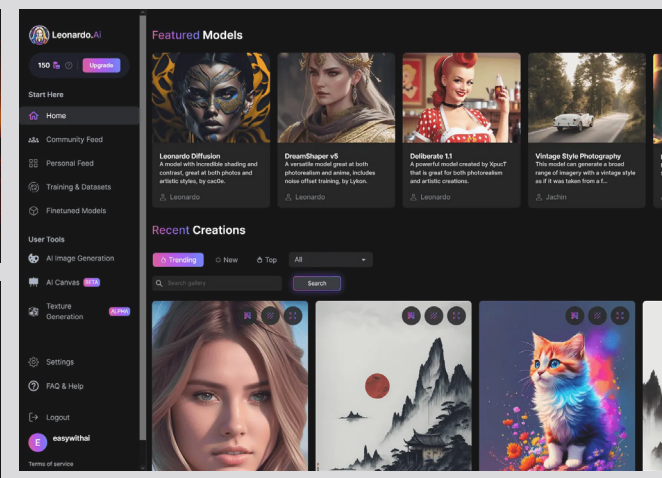 Leonardo.Ai
150
Upgrade
Start Here
Home
Community Feed
Personal Feed
Training & Datasets
Finetuned Models
User Tools
AI Image Generation
AI Canvas BETA
Texture
Generation ALPHA
Settings
FAQ & Help
Logout
E easywithai
Terms of service
Featured Models
Leonardo Diffusion
A model with incredible shading and
contrast, great at both photos and
artistic styles, by cac0e.
Leonardo
DreamShaper v5
A versatile model great at both
photorealism and anime, includes
noise offset training, by Lykon.
Leonardo
Deliberate 1.1
A powerful model created by XpucT
that is great for both photorealism
and artistic creations.
Leonardo
Vintage Style Photography
This model can generate a broad
range of imagery with a vintage style
as if it was taken from a f...
Jachin
Recent Creations
Trending
New
Top
All
Search gallery
Search